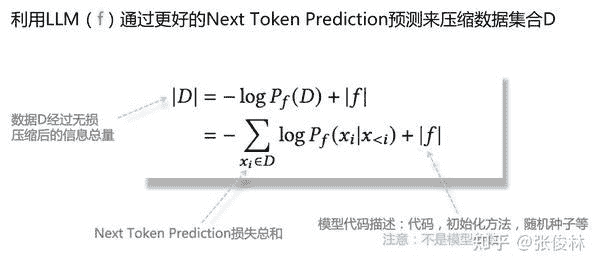 利用LLM（f）通过更好的Next Token Prediction预测来压缩数据集合D
|D| = −log P_f(D) + |f|
= −∑_{x_i∈D} log P_f(x_i|x_{<i}) + |f|
数据D经过无损
压缩后的信息总量
Next Token Prediction损失总和
模型代码描述：代码，初始化方法，随机种子等
注意：不是模型
知乎 @张俊林